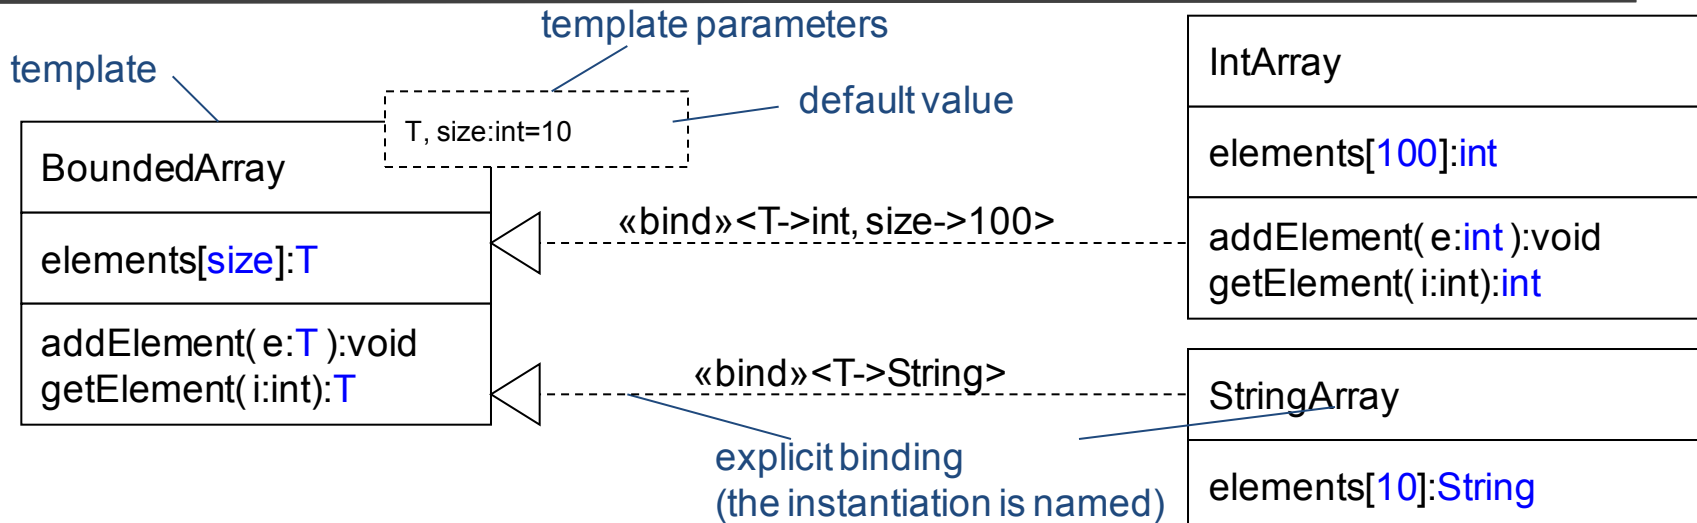 template parameters
template
default value
T, size:int=10
BoundedArray
elements[size]:T
addElement( e:T ):void
getElement( i:int):T
«bind»<T->int, size->100>
«bind»<T->String>
explicit binding
(the instantiation is named)
IntArray
elements[100]:int
addElement( e:int ):void
getElement( i:int):int
StringArray
elements[10]:String